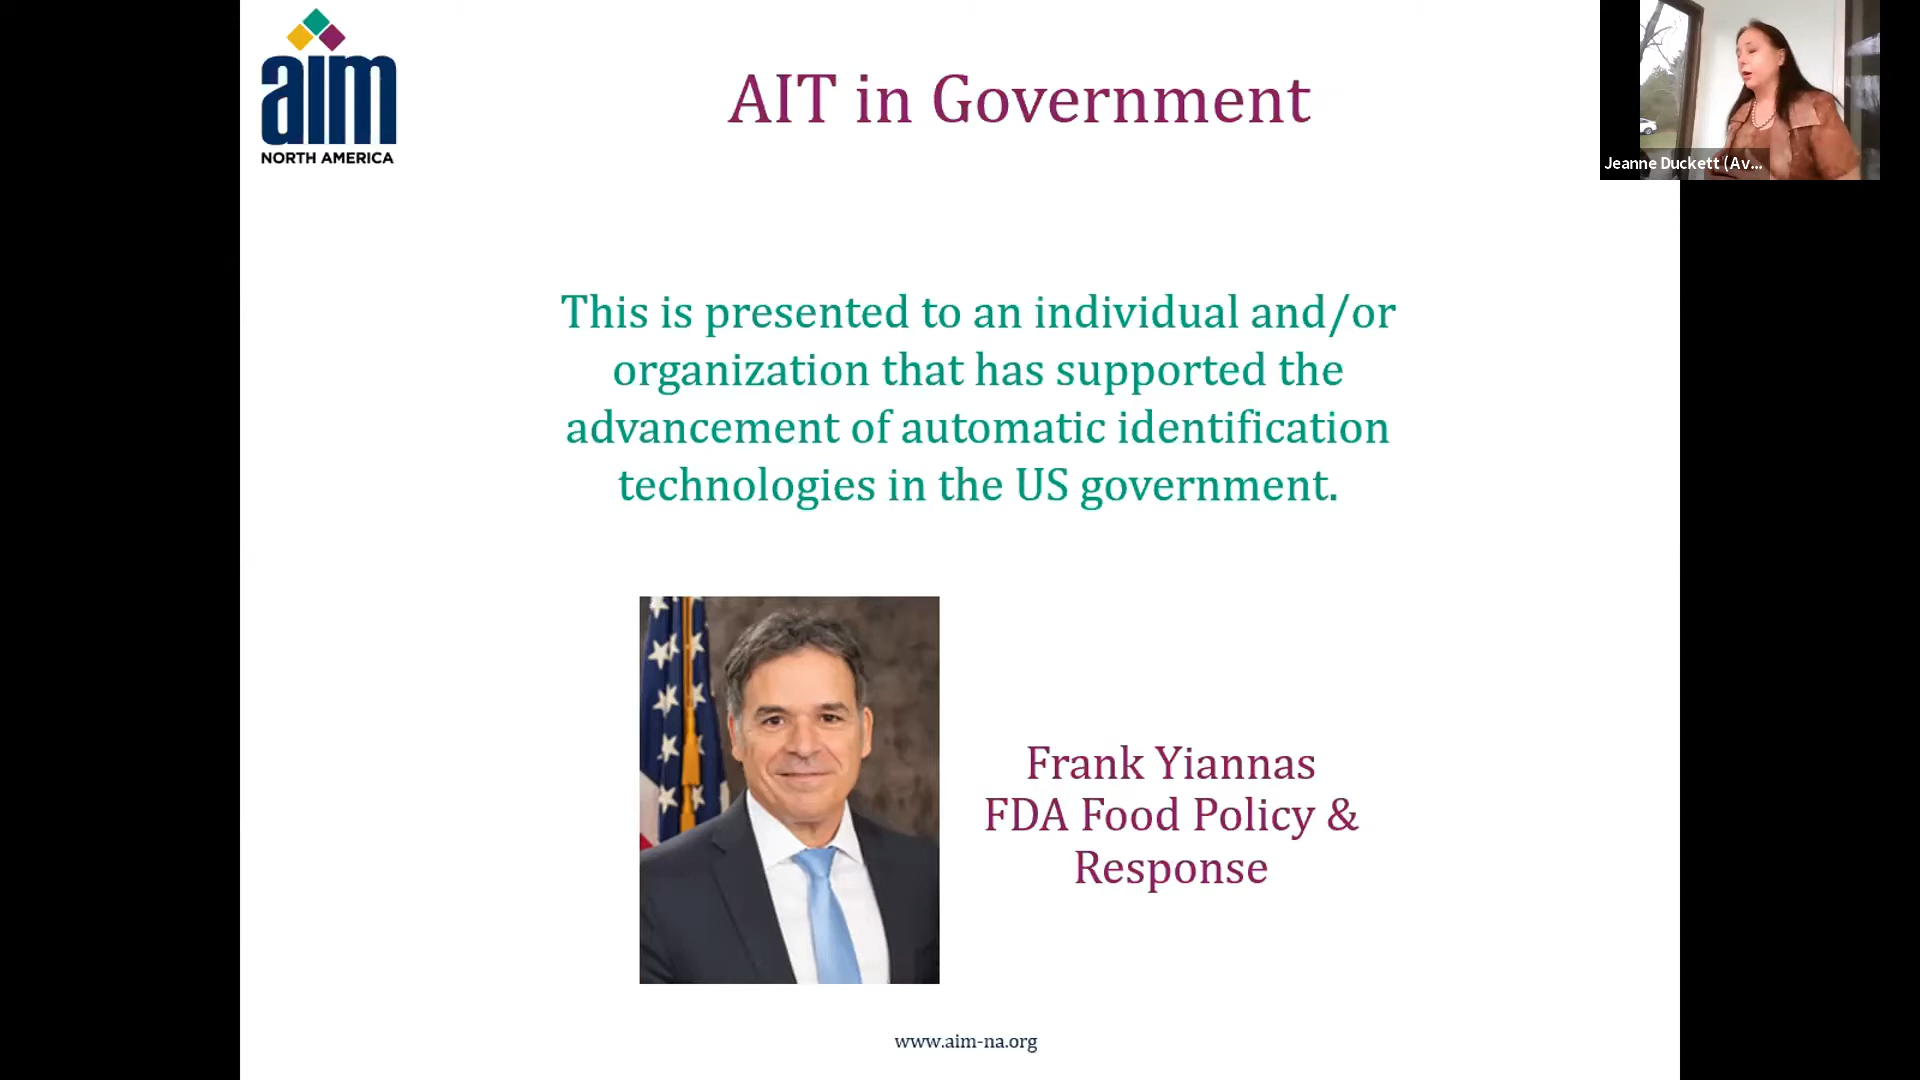 aim
NORTH AMERICA
AIT in Government
Jeanne Duckett (Av...
This is presented to an individual and/or
organization that has supported the
advancement of automatic identification
technologies in the US government.
Frank Yiannas
FDA Food Policy &
Response
www.aim-na.org